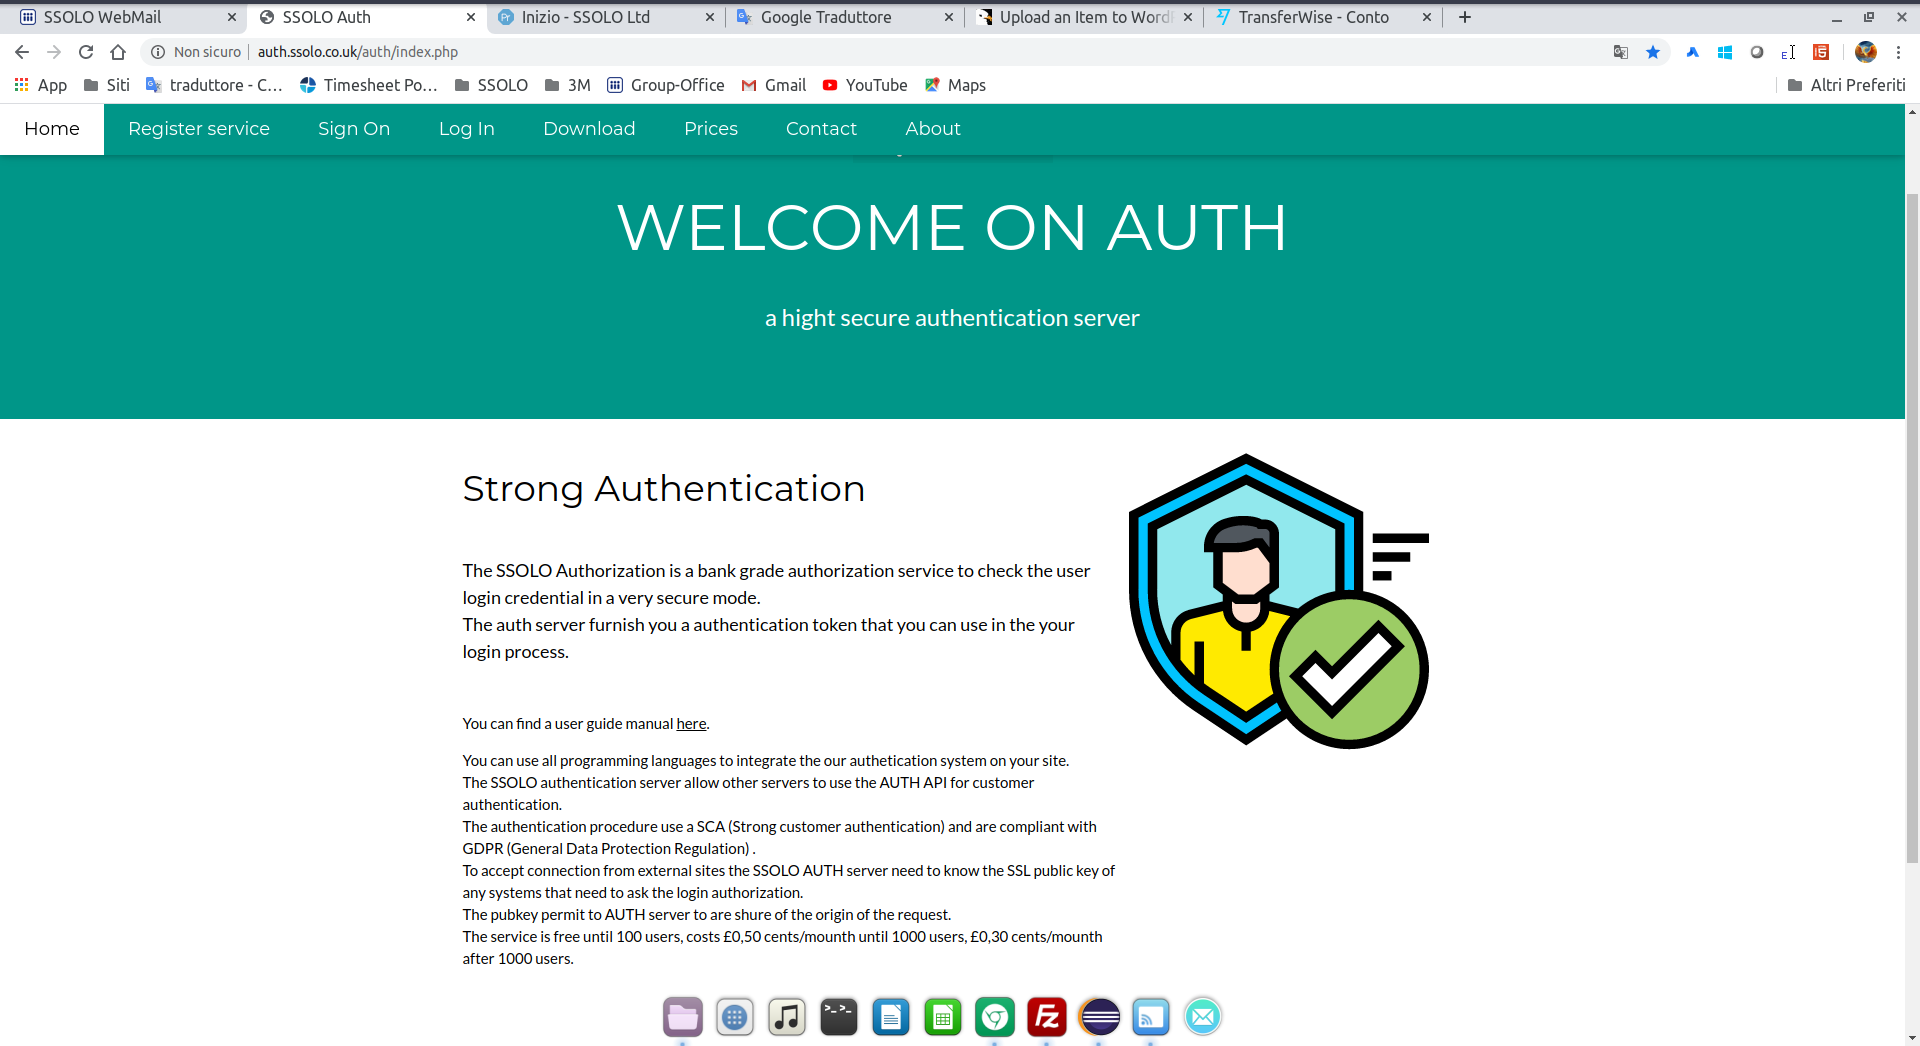 SSOLO WebMail
SSOLO Auth
Inizio - SSOLO Ltd
Google Traduttore
Upload an Item to Word
TransferWise - Conto
Non sicuro
auth.ssolo.co.uk/auth/index.php
App
Siti
traduttore - C...
Timesheet Po...
SSOLO
3M
Group-Office
Gmail
YouTube
Maps
Altri Preferiti
Home
Register service
Sign On
Log In
Download
Prices
Contact
About
WELCOME ON AUTH
a hight secure authentication server
Strong Authentication
The SSOLO Authorization is a bank grade authorization service to check the user
login credential in a very secure mode.
The auth server furnish you a authentication token that you can use in the your
login process.
You can find a user guide manual here.
You can use all programming languages to integrate the our authetication system on your site.
The SSOLO authentication server allow other servers to use the AUTH API for customer
authentication.
The authentication procedure use a SCA (Strong customer authentication) and are compliant with
GDPR (General Data Protection Regulation) .
To accept connection from external sites the SSOLO AUTH server need to know the SSL public key of
any systems that need to ask the login authorization.
The pubkey permit to AUTH server to are shure of the origin of the request.
The service is free until 100 users, costs £0,50 cents/mounth until 1000 users, £0,30 cents/mounth
after 1000 users.